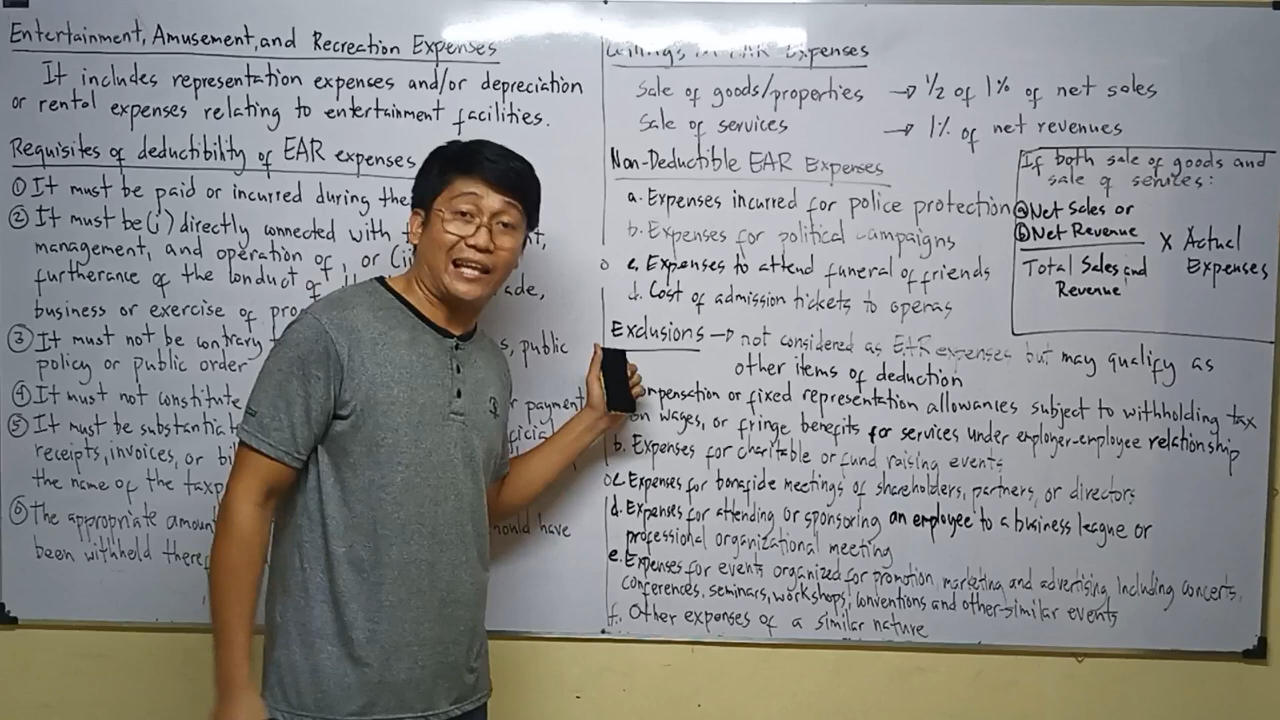 Entertainment, Amusement, and Recreation Expenses
It includes representation expenses and/or depreciation
or rental expenses relating to entertainment facilities.
Requisites of deductibility of EAR expenses
① It must be paid or incurred during the
② It must be (i) directly connected with
management, and operation of, or (ii
furtherance of the conduct of
ade,
business or exercise of pro
③ It must not be contrary
s, public
policy or public order
④ It must not constitute
payment
⑤ It must be substantiate
ficial
receipts, invoices, or bi
the name of the taxp
⑥ The appropriate amount
hould have
been withheld there
EAR Expenses
Sale of goods/properties → 1/2 of 1% of net sales
Sale of services → 1% of net revenues
Non-Deductible EAR Expenses
a. Expenses incurred for police protection
b. Expenses for political campaigns
c. Expenses to attend funeral of friends
d. Cost of admission tickets to operas
If both sale of goods and
sale of services:
ⓐ Net Sales or
ⓑ Net Revenue
Total Sales and
Revenue
X Actual
Expenses
Exclusions → not considered as EAR expenses but may qualify as
other items of deduction
ompensation or fixed representation allowances subject to withholding tax
on wages, or fringe benefits for services under employer-employee relationship
b. Expenses for charitable or fund raising events
c. Expenses for bonafide meetings of shareholders, partners, or directors
d. Expenses for attending or sponsoring an employee to a business league or
professional organizational meeting
e. Expenses for events organized for promotion, marketing and advertising, including concerts,
conferences, seminars, workshops, conventions and other similar events
f. Other expenses of a similar nature